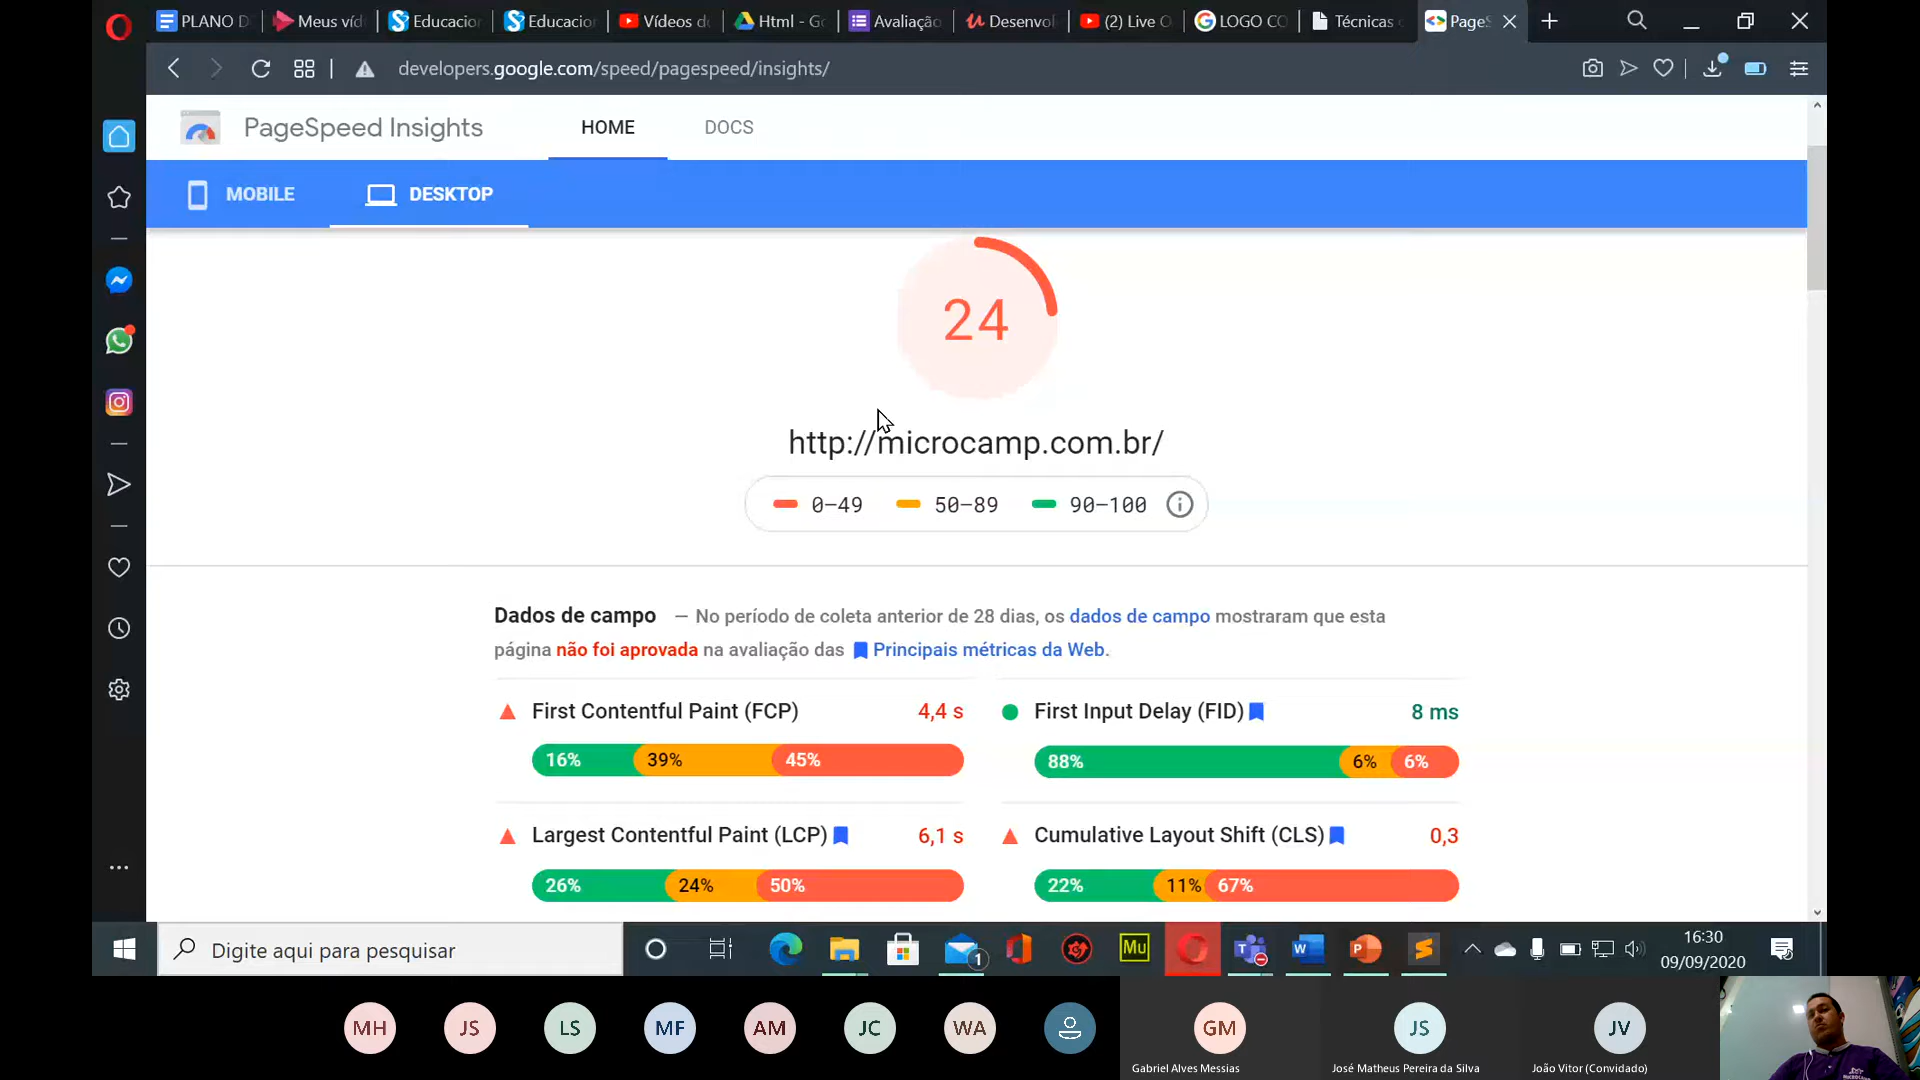 PLANO D
Meus víd
Educacion
Educacion
Vídeos do
Html - Go
Avaliação
Desenvol
(2) Live O
LOGO CO
Técnicas
PageS
developers.google.com/speed/pagespeed/insights/
PageSpeed Insights
HOME
DOCS
MOBILE
DESKTOP
24
http://microcamp.com.br/
0–49
50–89
90–100
Dados de campo — No período de coleta anterior de 28 dias, os dados de campo mostraram que esta
página não foi aprovada na avaliação das Principais métricas da Web.
First Contentful Paint (FCP) 4,4 s
16% 39% 45%
First Input Delay (FID) 8 ms
88% 6% 6%
Largest Contentful Paint (LCP) 6,1 s
26% 24% 50%
Cumulative Layout Shift (CLS) 0,3
22% 11% 67%
Digite aqui para pesquisar
1
Mu
16:30
09/09/2020
MH
JS
LS
MF
AM
JC
WA
GM
JS
JV
Gabriel Alves Messias
José Matheus Pereira da Silva
João Vitor (Convidado)